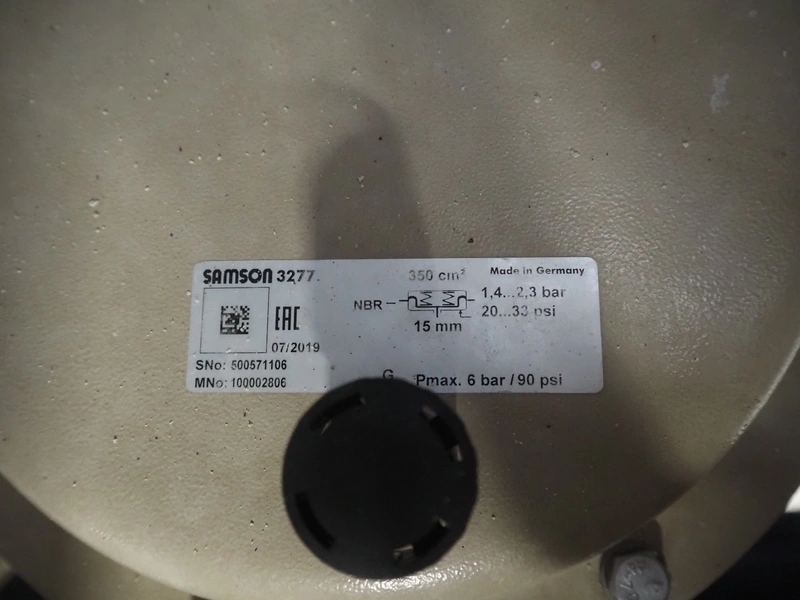 SAMSON 3277.
350 cm²
Made in Germany
NBR
1,4...2,3 bar
20...33 psi
15 mm
EAC
07/2019
SNo: 500571106
MNo: 100002806
G
Pmax. 6 bar / 90 psi